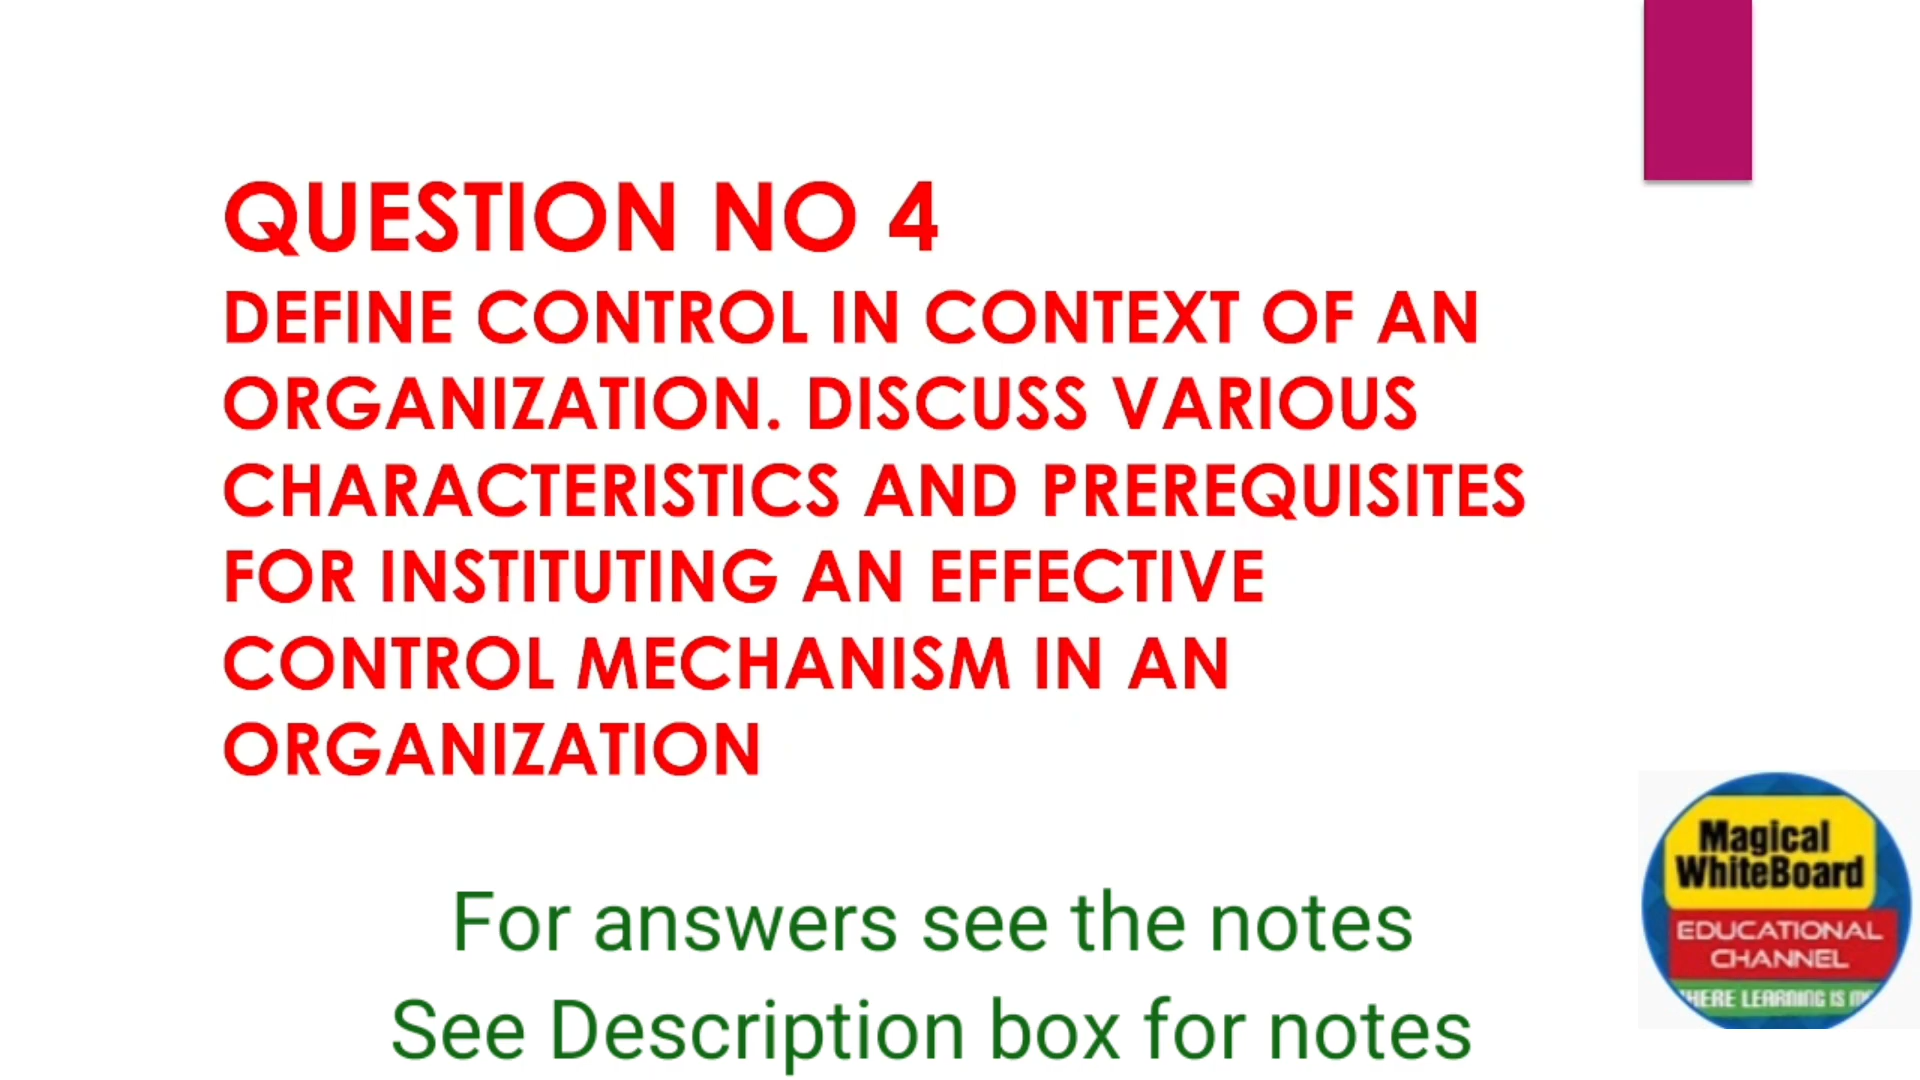 QUESTION NO 4
DEFINE CONTROL IN CONTEXT OF AN
ORGANIZATION. DISCUSS VARIOUS
CHARACTERISTICS AND PREREQUISITES
FOR INSTITUTING AN EFFECTIVE
CONTROL MECHANISM IN AN
ORGANIZATION
For answers see the notes
See Description box for notes
Magical
WhiteBoard
EDUCATIONAL
CHANNEL
LEARNING IS